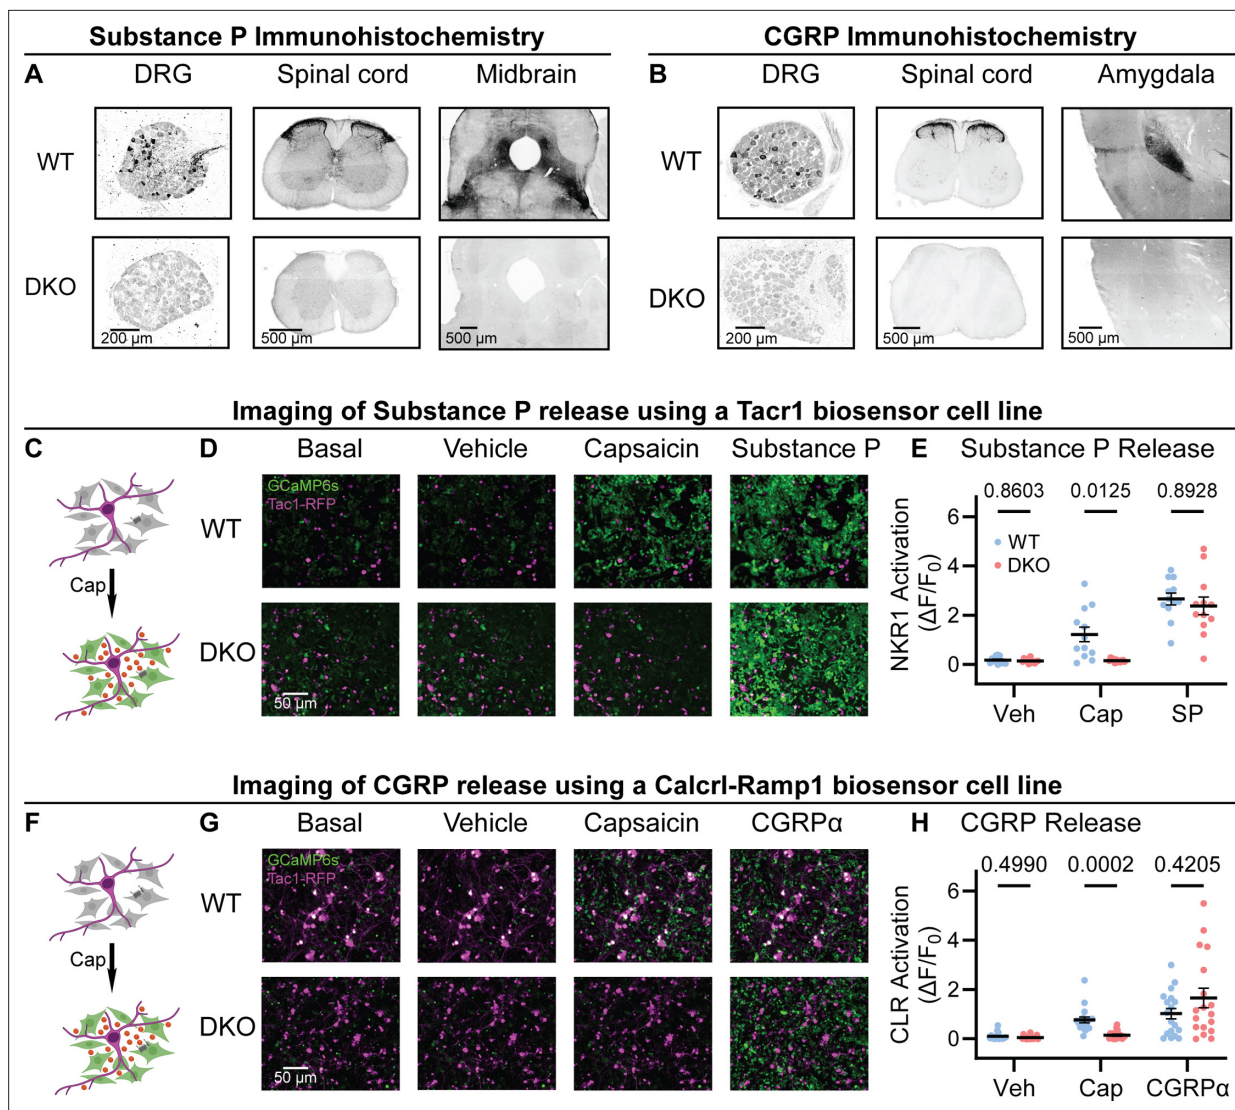 Substance P Immunohistochemistry
A DRG Spinal cord Midbrain
WT
DKO
200 µm 500 µm 500 µm
CGRP Immunohistochemistry
B DRG Spinal cord Amygdala
WT
DKO
200 µm 500 µm 500 µm
Imaging of Substance P release using a Tacr1 biosensor cell line
C
Cap
D Basal Vehicle Capsaicin Substance P
GCaMP6s
Tac1-RFP
WT
DKO
50 µm
E Substance P Release
0.8603 0.0125 0.8928
WT
DKO
NKR1 Activation
(ΔF/F₀)
6
4
2
0
Veh Cap SP
Imaging of CGRP release using a Calcrl-Ramp1 biosensor cell line
F
Cap
G Basal Vehicle Capsaicin CGRPα
GCaMP6s
Tac1-RFP
WT
DKO
50 µm
H CGRP Release
0.4990 0.0002 0.4205
CLR Activation
(ΔF/F₀)
6
4
2
0
Veh Cap CGRPα